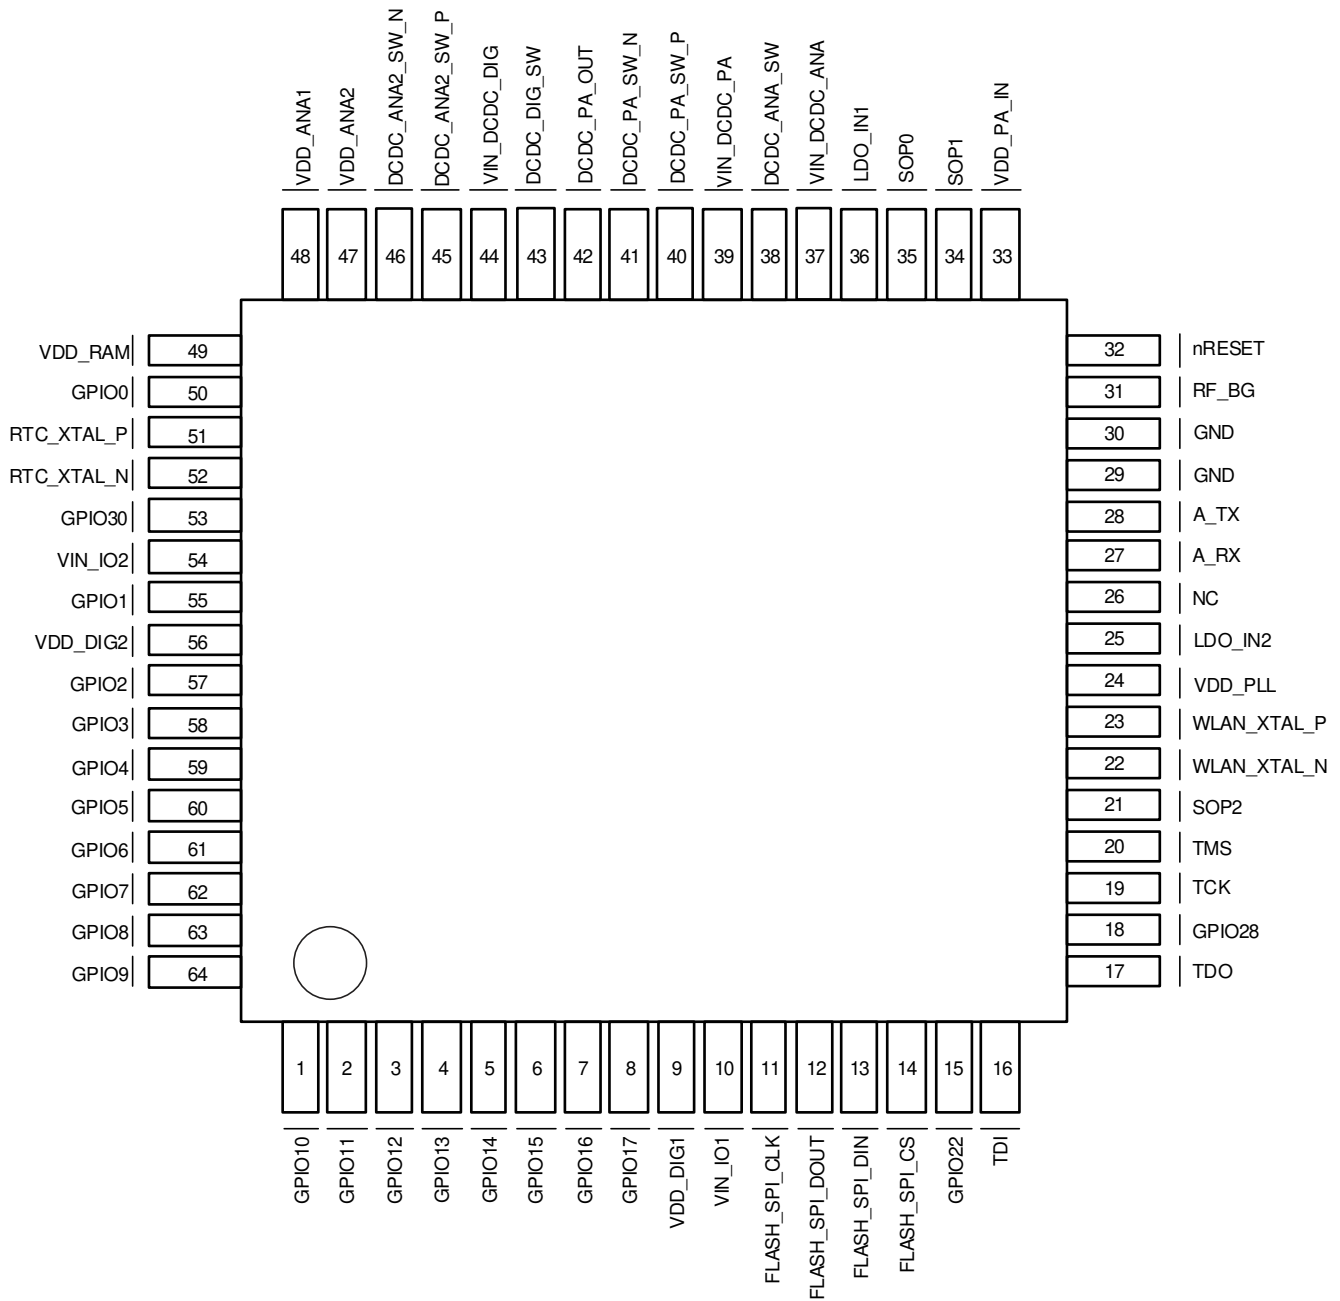 VDD_ANA1
VDD_ANA2
DCDC_ANA2_SW_N
DCDC_ANA2_SW_P
VIN_DCDC_DIG
DCDC_DIG_SW
DCDC_PA_OUT
DCDC_PA_SW_N
DCDC_PA_SW_P
VIN_DCDC_PA
DCDC_ANA_SW
VIN_DCDC_ANA
LDO_IN1
SOP0
SOP1
VDD_PA_IN
48 47 46 45 44 43 42 41 40 39 38 37 36 35 34 33
VDD_RAM 49
GPIO0 50
RTC_XTAL_P 51
RTC_XTAL_N 52
GPIO30 53
VIN_IO2 54
GPIO1 55
VDD_DIG2 56
GPIO2 57
GPIO3 58
GPIO4 59
GPIO5 60
GPIO6 61
GPIO7 62
GPIO8 63
GPIO9 64
32 nRESET
31 RF_BG
30 GND
29 GND
28 A_TX
27 A_RX
26 NC
25 LDO_IN2
24 VDD_PLL
23 WLAN_XTAL_P
22 WLAN_XTAL_N
21 SOP2
20 TMS
19 TCK
18 GPIO28
17 TDO
1 2 3 4 5 6 7 8 9 10 11 12 13 14 15 16
GPIO10
GPIO11
GPIO12
GPIO13
GPIO14
GPIO15
GPIO16
GPIO17
VDD_DIG1
VIN_IO1
FLASH_SPI_CLK
FLASH_SPI_DOUT
FLASH_SPI_DIN
FLASH_SPI_CS
GPIO22
TDI